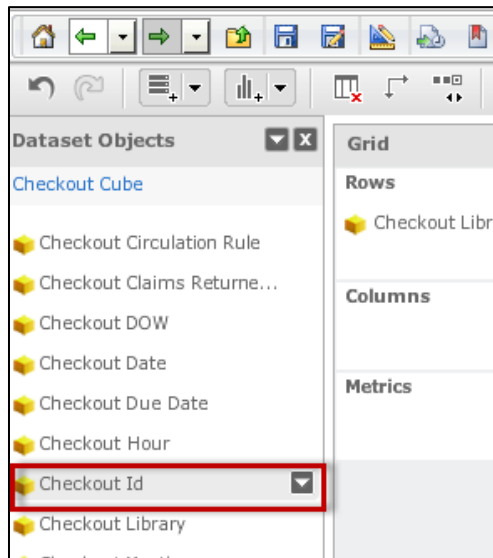 Dataset Objects
Checkout Cube
Checkout Circulation Rule
Checkout Claims Returne...
Checkout DOW
Checkout Date
Checkout Due Date
Checkout Hour
Checkout Id
Checkout Library
Grid
Rows
Checkout Libr
Columns
Metrics